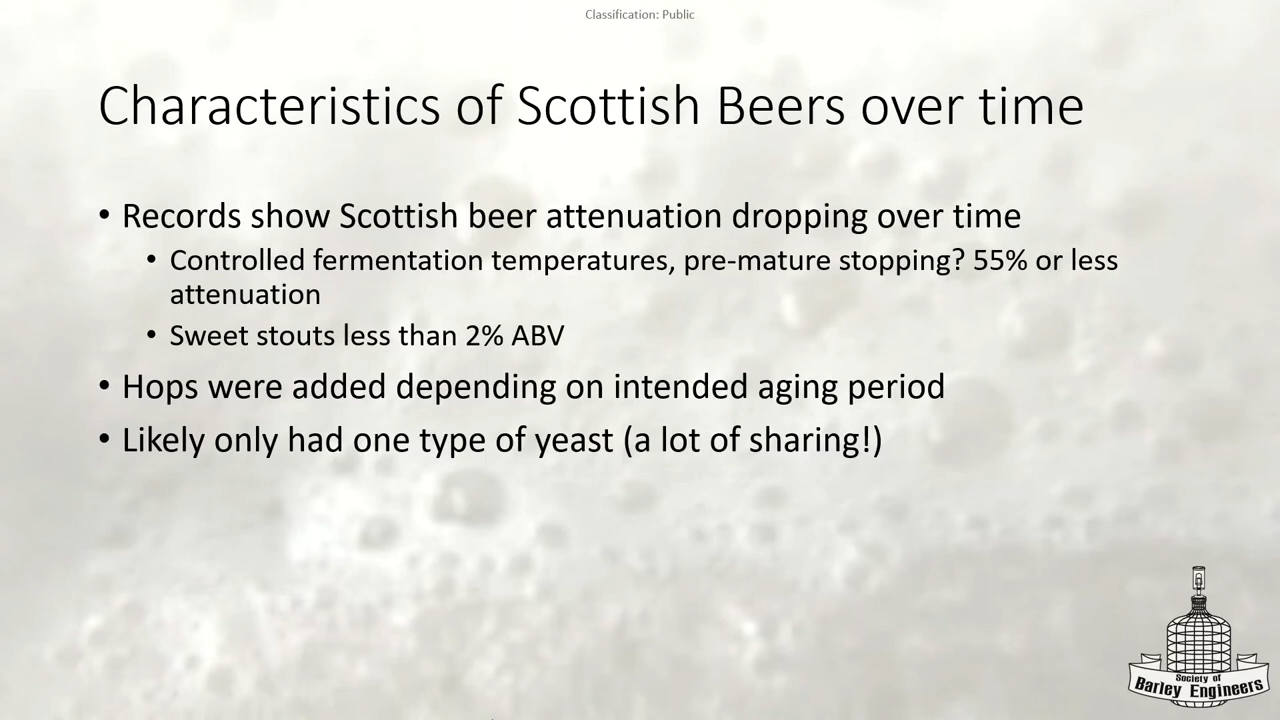 Classification: Public
Characteristics of Scottish Beers over time
• Records show Scottish beer attenuation dropping over time
• Controlled fermentation temperatures, pre-mature stopping? 55% or less
attenuation
• Sweet stouts less than 2% ABV
• Hops were added depending on intended aging period
• Likely only had one type of yeast (a lot of sharing!)
Society of
Barley Engineers